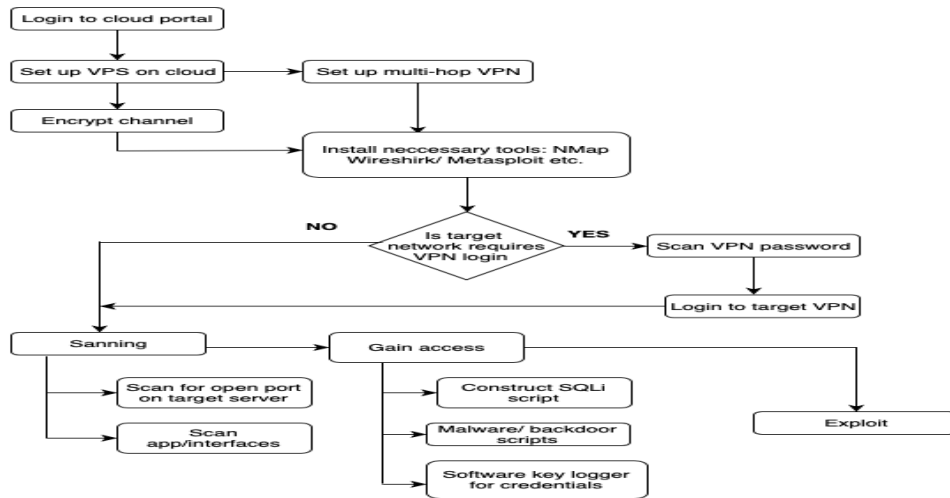 Login to cloud portal
Set up VPS on cloud
Set up multi-hop VPN
Encrypt channel
Install neccessary tools: NMap
Wireshirk/ Metasploit etc.
NO
Is target
network requires
VPN login
YES
Scan VPN password
Login to target VPN
Sanning
Gain access
Scan for open port
on target server
Construct SQLi
script
Exploit
Scan
app/interfaces
Malware/ backdoor
scripts
Software key logger
for credentials